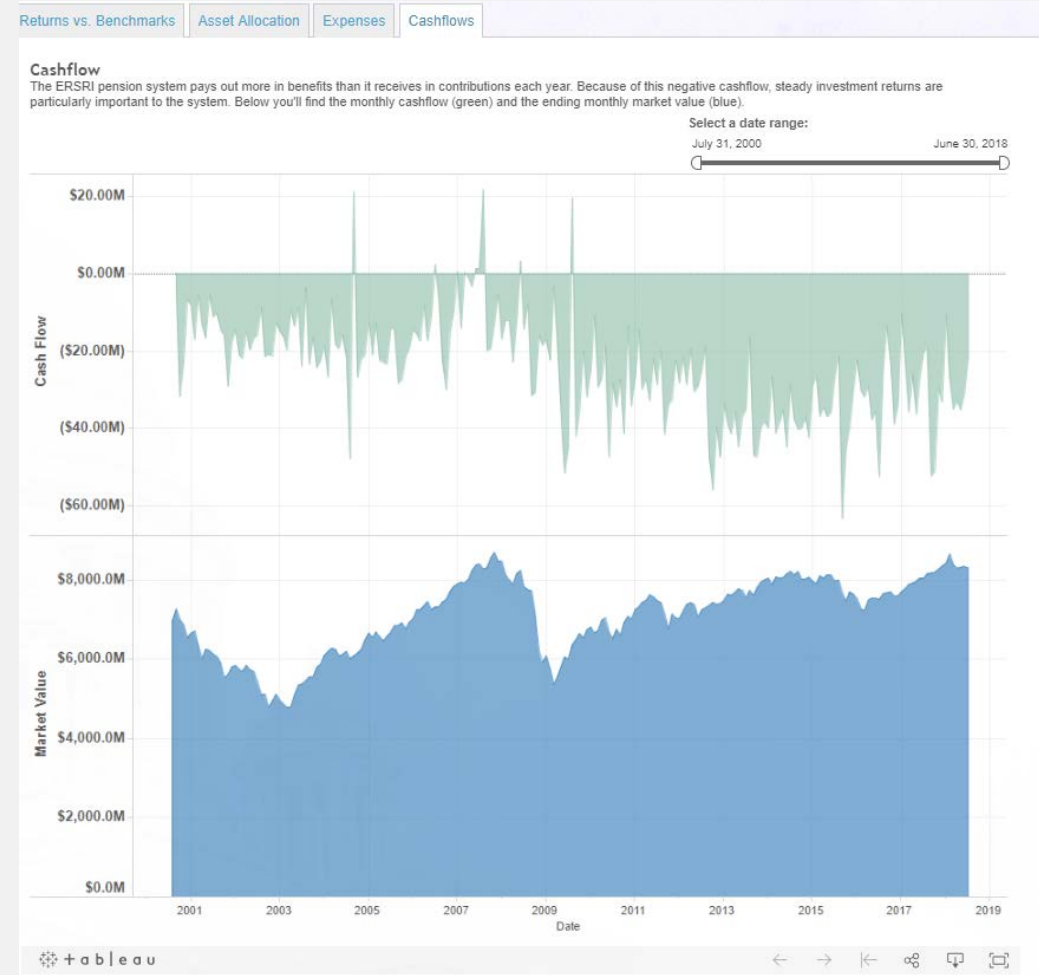 Returns vs. Benchmarks
Asset Allocation
Expenses
Cashflows
Cashflow
The ERSRI pension system pays out more in benefits than it receives in contributions each year. Because of this negative cashflow, steady investment returns are
particularly important to the system. Below you'll find the monthly cashflow (green) and the ending monthly market value (blue).
Select a date range:
July 31, 2000
June 30, 2018
Cash Flow
$20.00M
$0.00M
($20.00M)
($40.00M)
($60.00M)
Market Value
$8,000.0M
$6,000.0M
$4,000.0M
$2,000.0M
$0.0M
2001 2003 2005 2007 2009 2011 2013 2015 2017 2019
Date
+ableau